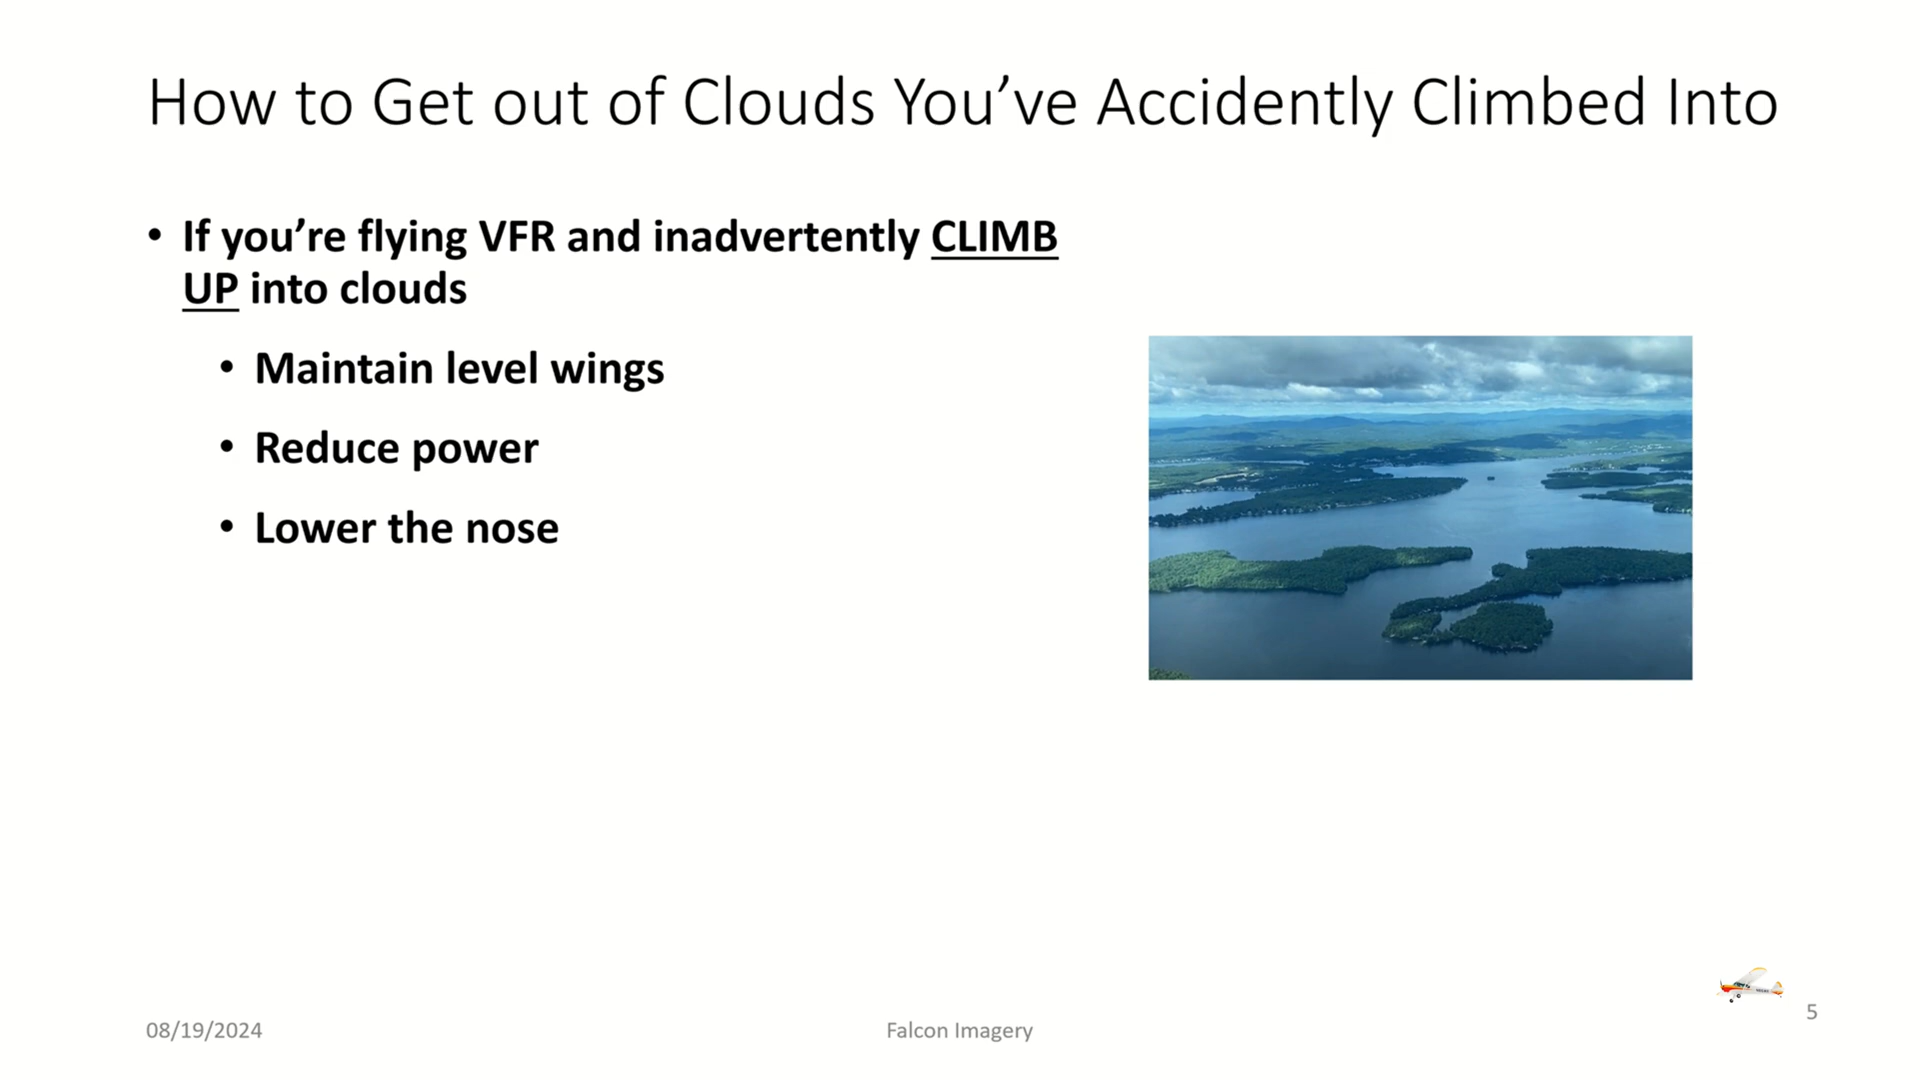 How to Get out of Clouds You’ve Accidently Climbed Into
• If you’re flying VFR and inadvertently CLIMB
UP into clouds
• Maintain level wings
• Reduce power
• Lower the nose
08/19/2024
Falcon Imagery
5